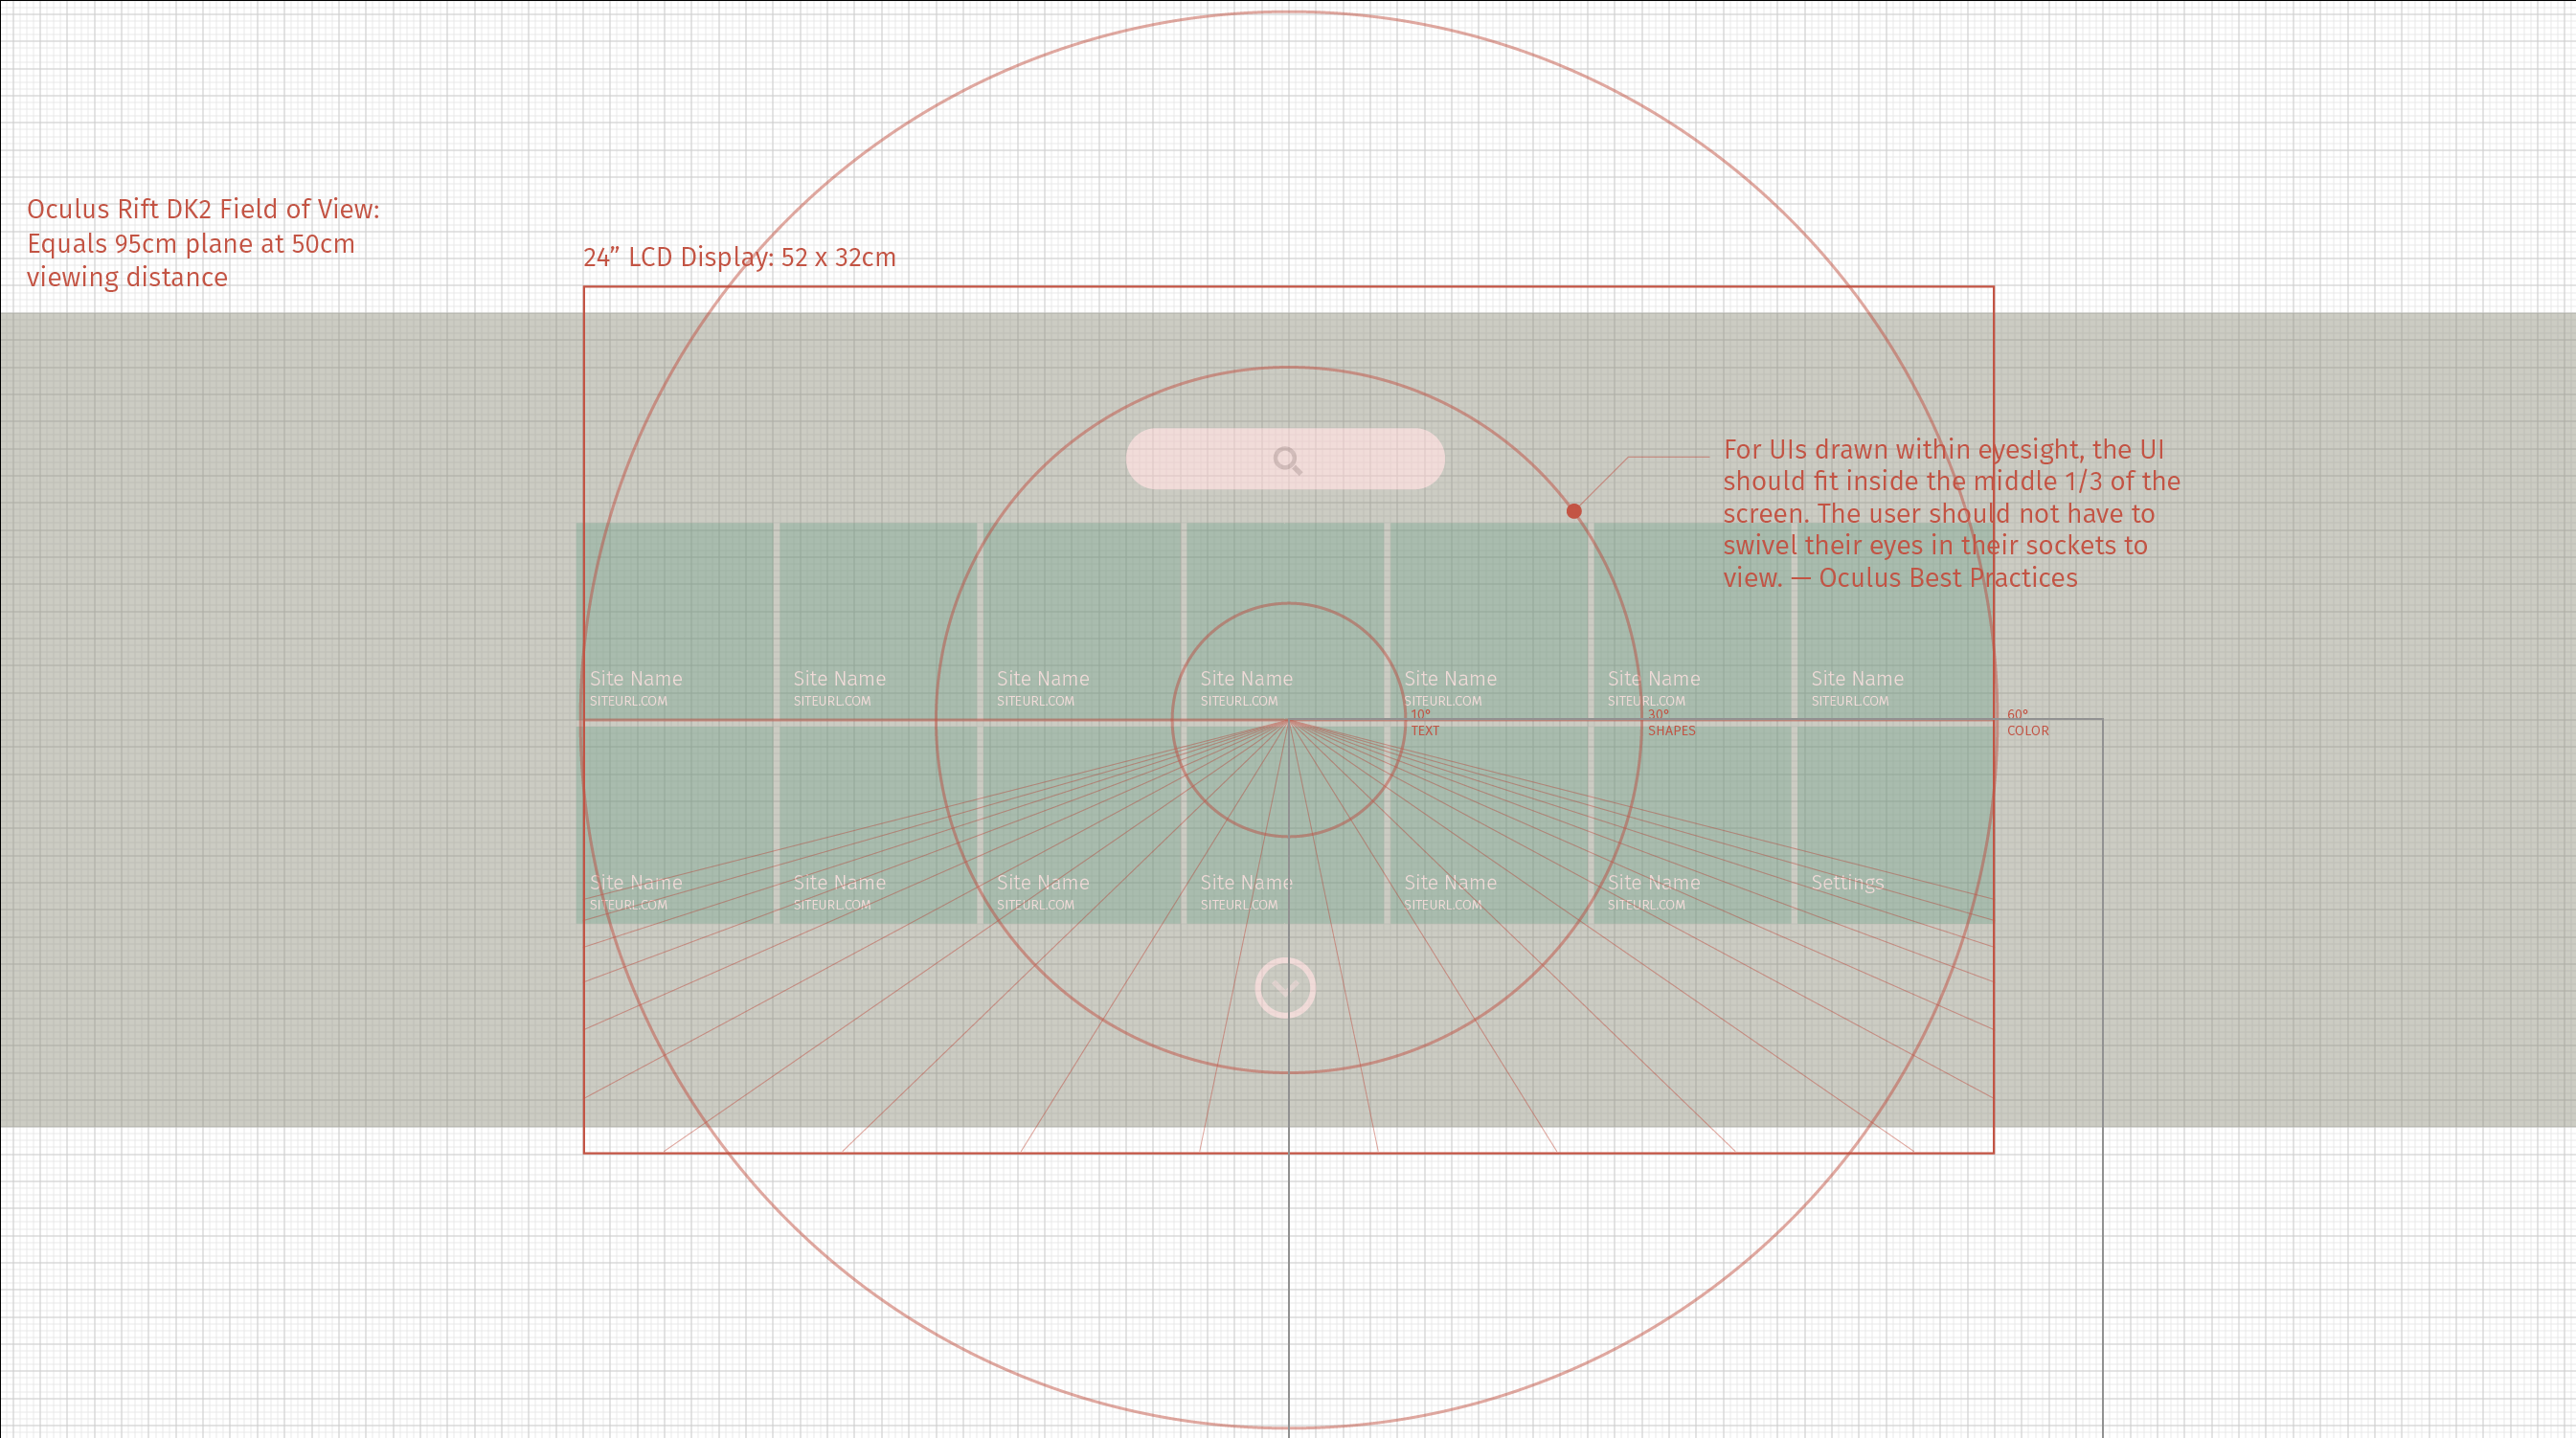 Oculus Rift DK2 Field of View:
Equals 95cm plane at 50cm
viewing distance
24” LCD Display: 52 x 32cm
For UIs drawn within eyesight, the UI
should fit inside the middle 1/3 of the
screen. The user should not have to
swivel their eyes in their sockets to
view. — Oculus Best Practices
Site Name Site Name Site Name Site Name Site Name Site Name Site Name
SITEURL.COM SITEURL.COM SITEURL.COM SITEURL.COM SITEURL.COM SITEURL.COM SITEURL.COM
10° 30° 60°
TEXT SHAPES COLOR
Site Name Site Name Site Name Site Name Site Name Site Name Settings
SITEURL.COM SITEURL.COM SITEURL.COM SITEURL.COM SITEURL.COM SITEURL.COM